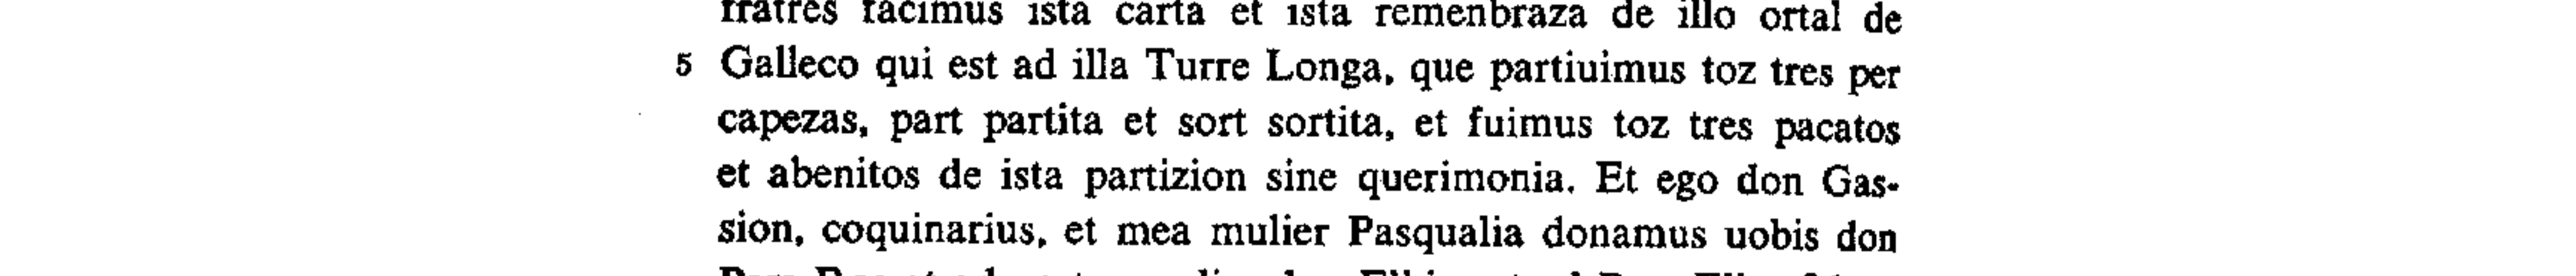 fratres facimus ista carta et ista remenbraza de illo ortal de
5 Galleco qui est ad illa Turre Longa, que partiuimus toz tres per
capezas, part partita et sort sortita, et fuimus toz tres pacatos
et abenitos de ista partizion sine querimonia. Et ego don Gas-
sion, coquinarius, et mea mulier Pasqualia donamus uobis don